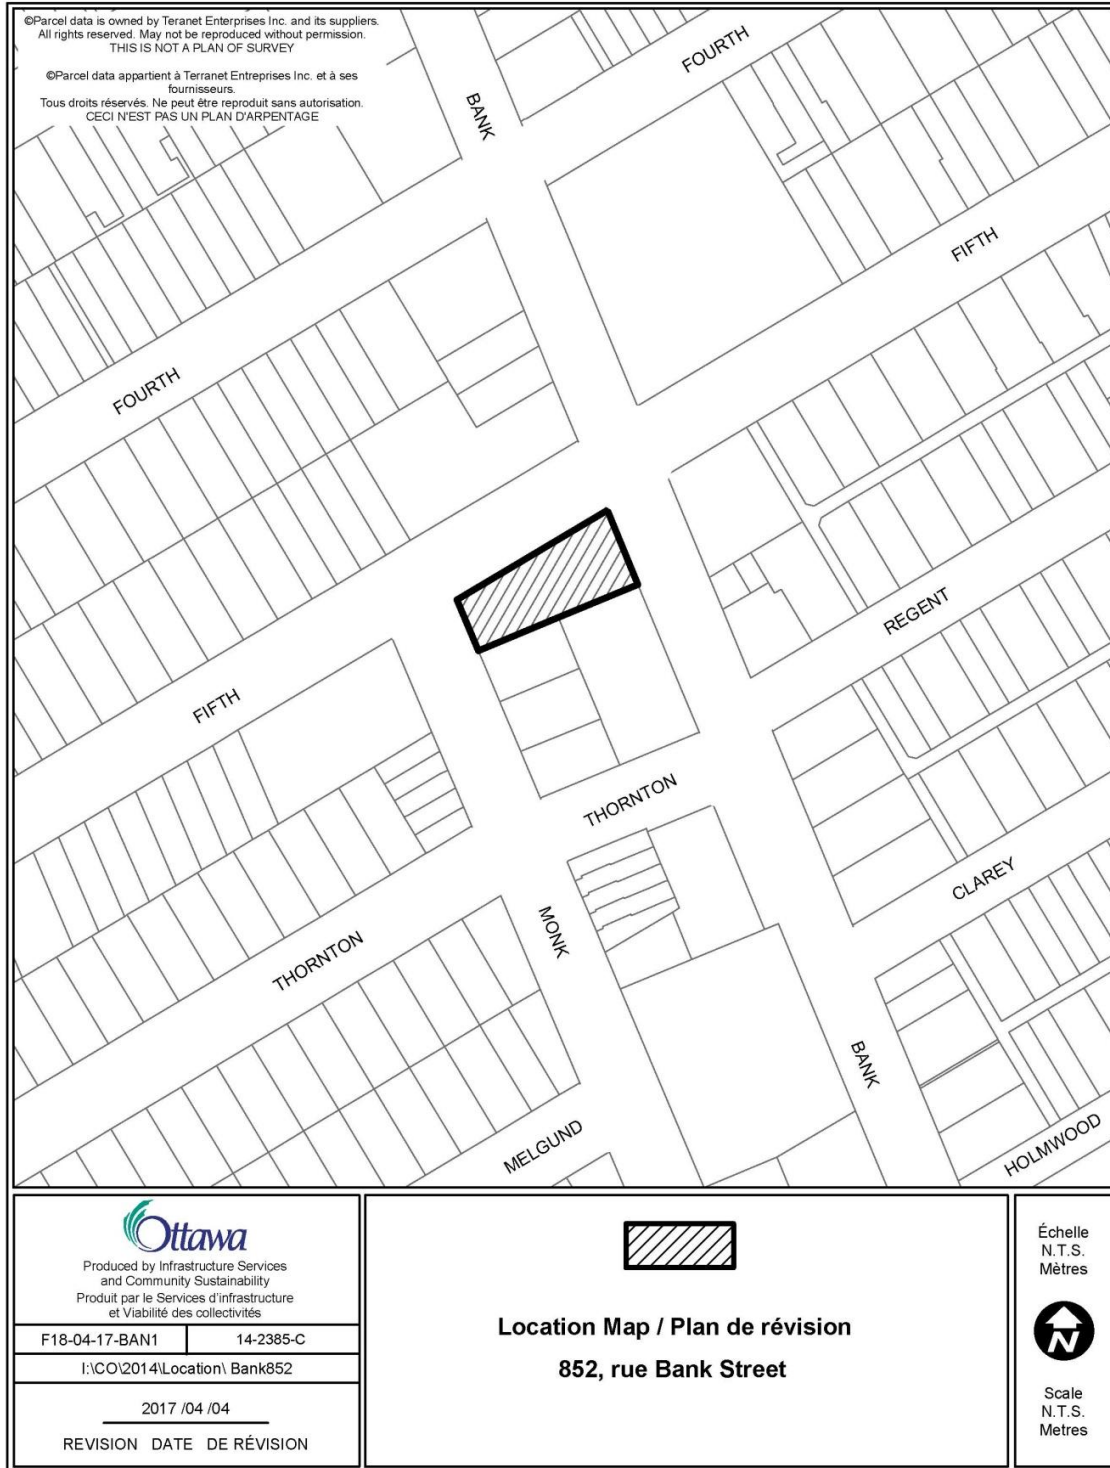 ©Parcel data is owned by Teranet Enterprises Inc. and its suppliers.
All rights reserved. May not be reproduced without permission.
THIS IS NOT A PLAN OF SURVEY
©Parcel data appartient à Terranet Entreprises Inc. et à ses
fournisseurs.
Tous droits réservés. Ne peut être reproduit sans autorisation.
CECI N'EST PAS UN PLAN D'ARPENTAGE
FOURTH
BANK
FIFTH
FOURTH
REGENT
FIFTH
THORNTON
CLAREY
MONK
THORNTON
BANK
MELGUND
HOLMWOOD
Ottawa
Produced by Infrastructure Services
and Community Sustainability
Produit par le Services d'infrastructure
et Viabilité des collectivités
F18-04-17-BAN1
14-2385-C
I:\CO\2014\Location\ Bank852
2017 /04 /04
REVISION DATE DE RÉVISION
Location Map / Plan de révision
852, rue Bank Street
Échelle
N.T.S.
Mètres
N
Scale
N.T.S.
Metres